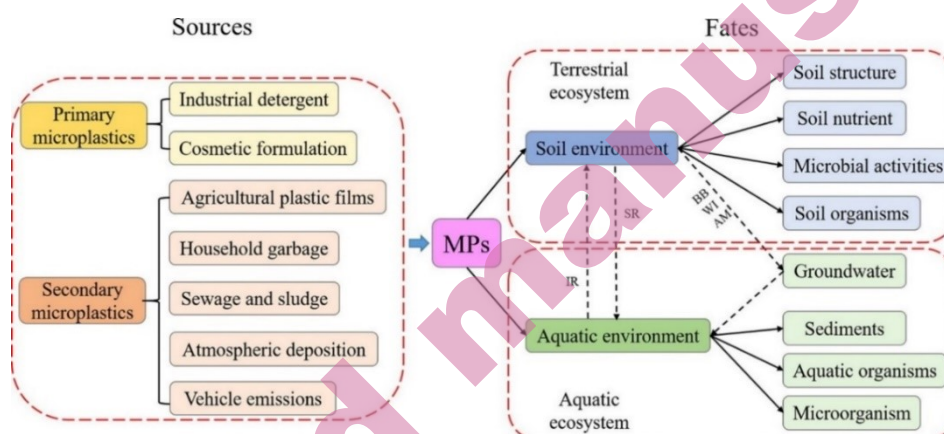 Sources
Fates
Primary
microplastics
Industrial detergent
Cosmetic formulation
Secondary
microplastics
Agricultural plastic films
Household garbage
Sewage and sludge
Atmospheric deposition
Vehicle emissions
MPs
Terrestrial
ecosystem
Soil environment
Soil structure
Soil nutrient
Microbial activities
Soil organisms
BB
WI
AM
SR
IR
Groundwater
Aquatic environment
Sediments
Aquatic organisms
Microorganism
Aquatic
ecosystem
d manus